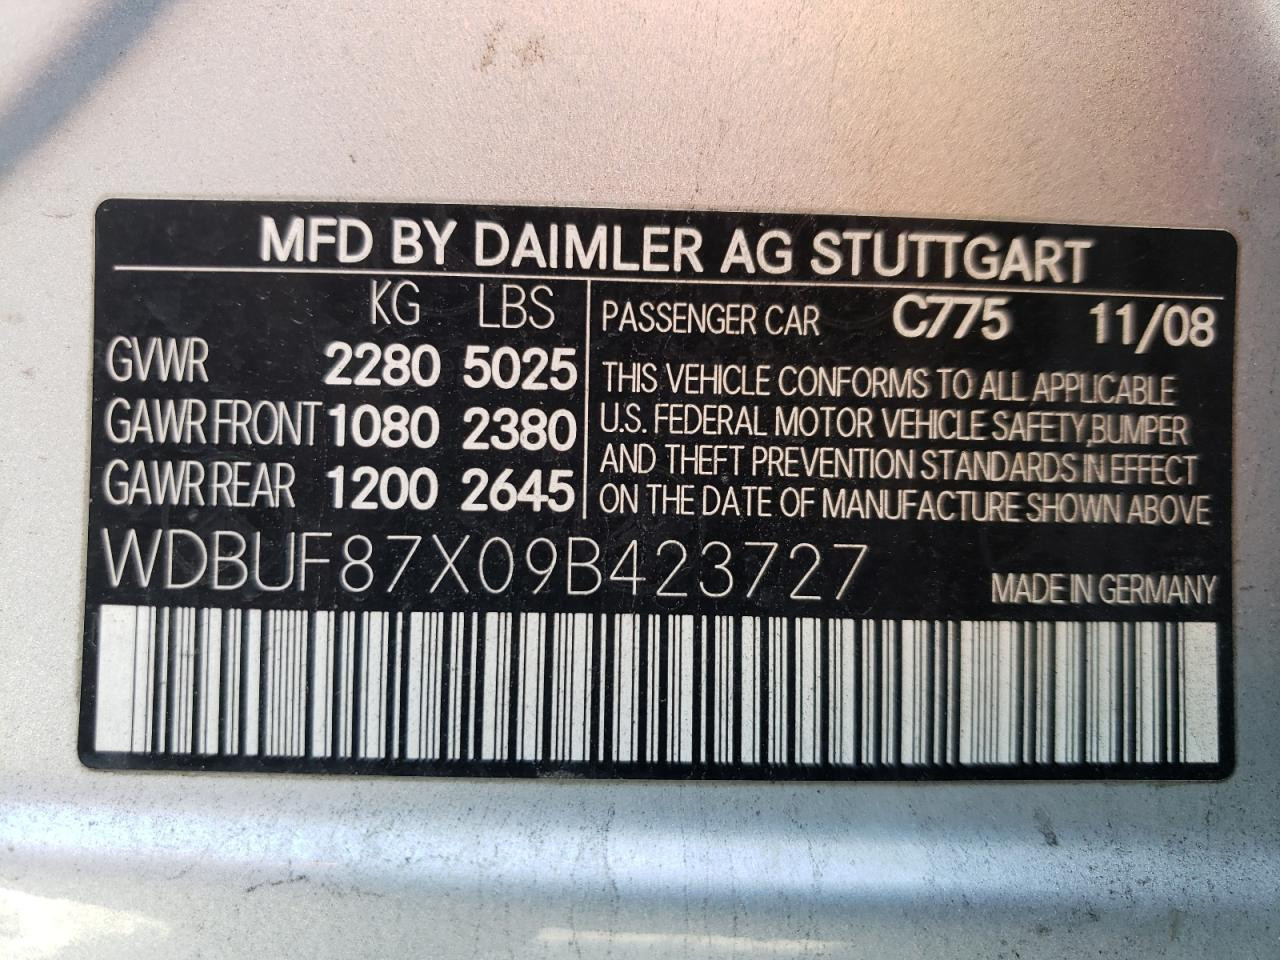 MFD BY DAIMLER AG STUTTGART
KG LBS
GVWR 2280 5025
GAWR FRONT 1080 2380
GAWR REAR 1200 2645
PASSENGER CAR C775 11/08
THIS VEHICLE CONFORMS TO ALL APPLICABLE
U.S. FEDERAL MOTOR VEHICLE SAFETY,BUMPER
AND THEFT PREVENTION STANDARDS IN EFFECT
ON THE DATE OF MANUFACTURE SHOWN ABOVE
WDBUF87X09B423727
MADE IN GERMANY